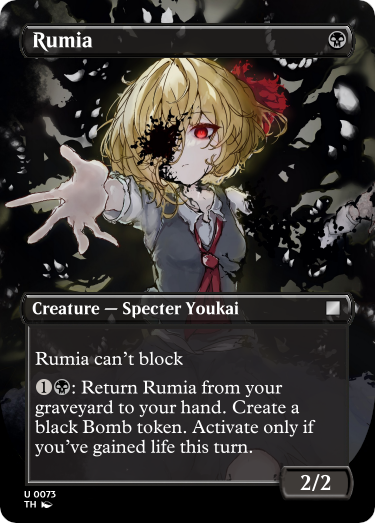 Rumia
Creature — Specter Youkai
Rumia can't block
1: Return Rumia from your
graveyard to your hand. Create a
black Bomb token. Activate only if
you've gained life this turn.
2/2
U 0073
TH